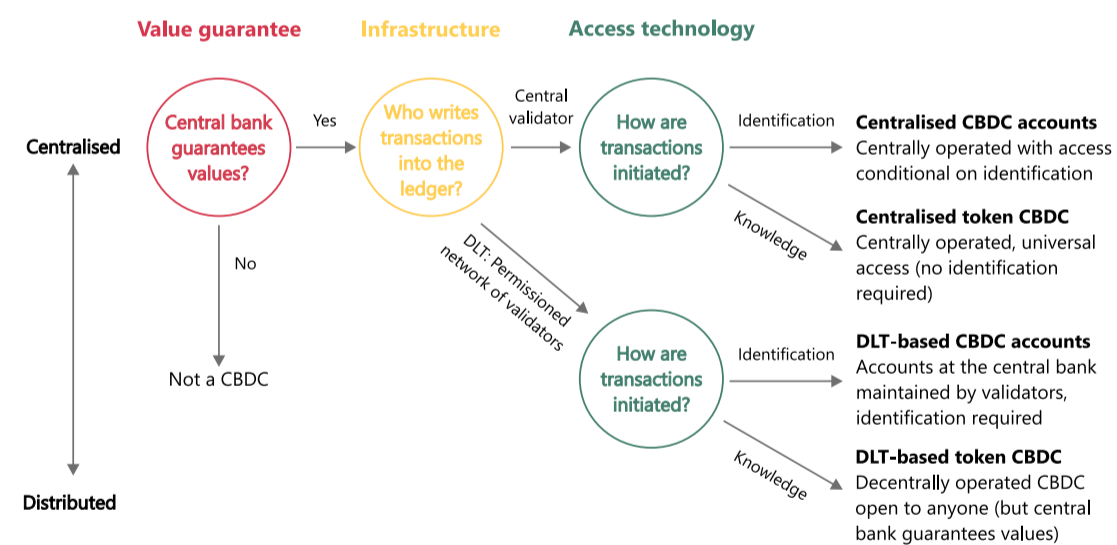 Value guarantee
Infrastructure
Access technology
Centralised
Distributed
Central bank
guarantees
values?
Yes
No
Not a CBDC
Who writes
transactions
into the
ledger?
Central
validator
DLT: Permissioned
network of validators
How are
transactions
initiated?
Identification
Centralised CBDC accounts
Centrally operated with access
conditional on identification
Knowledge
Centralised token CBDC
Centrally operated, universal
access (no identification
required)
How are
transactions
initiated?
Identification
DLT-based CBDC accounts
Accounts at the central bank
maintained by validators,
identification required
Knowledge
DLT-based token CBDC
Decentrally operated CBDC
open to anyone (but central
bank guarantees values)